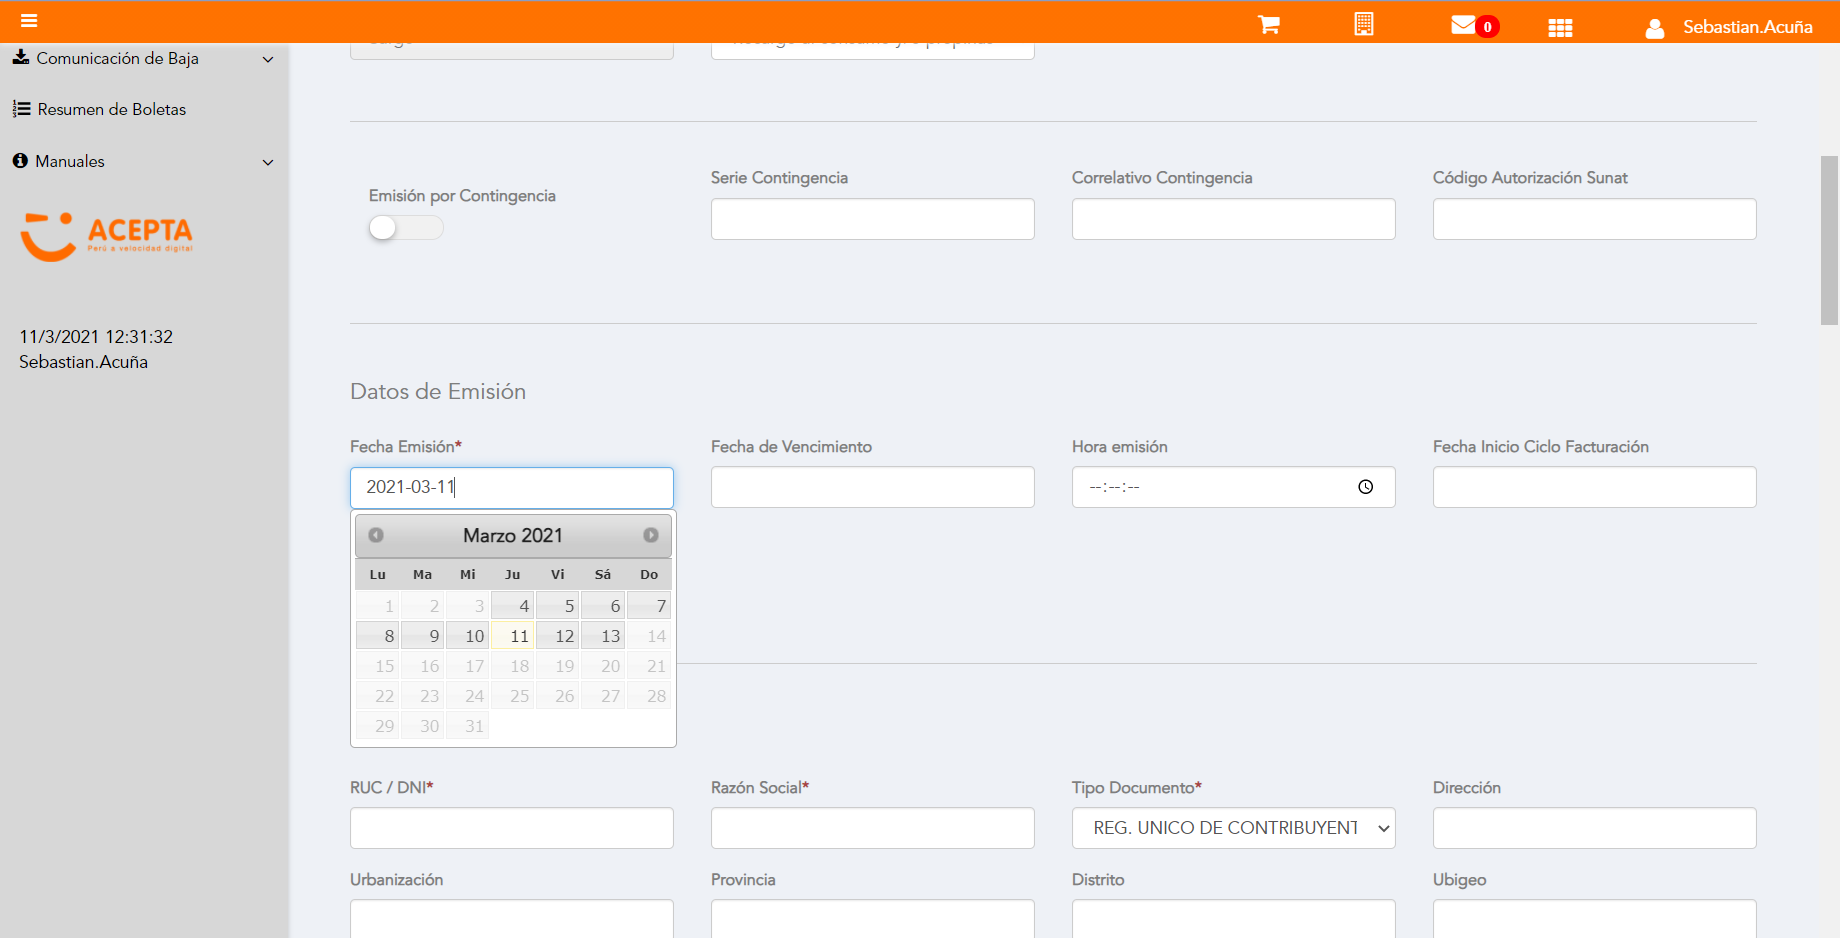 0
Sebastian.Acuña
Comunicación de Baja
Resumen de Boletas
Manuales
ACEPTA
Perú a velocidad digital
11/3/2021 12:31:32
Sebastian.Acuña
Emisión por Contingencia
Serie Contingencia
Correlativo Contingencia
Código Autorización Sunat
Datos de Emisión
Fecha Emisión*
Fecha de Vencimiento
Hora emisión
Fecha Inicio Ciclo Facturación
2021-03-11
--:--:--
Marzo 2021
Lu Ma Mi Ju Vi Sá Do
1 2 3 4 5 6 7
8 9 10 11 12 13 14
15 16 17 18 19 20 21
22 23 24 25 26 27 28
29 30 31
RUC / DNI*
Razón Social*
Tipo Documento*
Dirección
REG. UNICO DE CONTRIBUYENT
Urbanización
Provincia
Distrito
Ubigeo